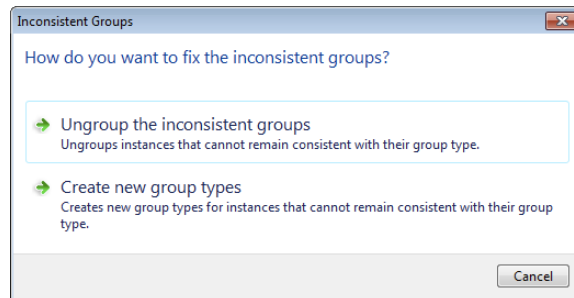 Inconsistent Groups
How do you want to fix the inconsistent groups?
Ungroup the inconsistent groups
Ungroups instances that cannot remain consistent with their group type.
Create new group types
Creates new group types for instances that cannot remain consistent with their group
type.
Cancel